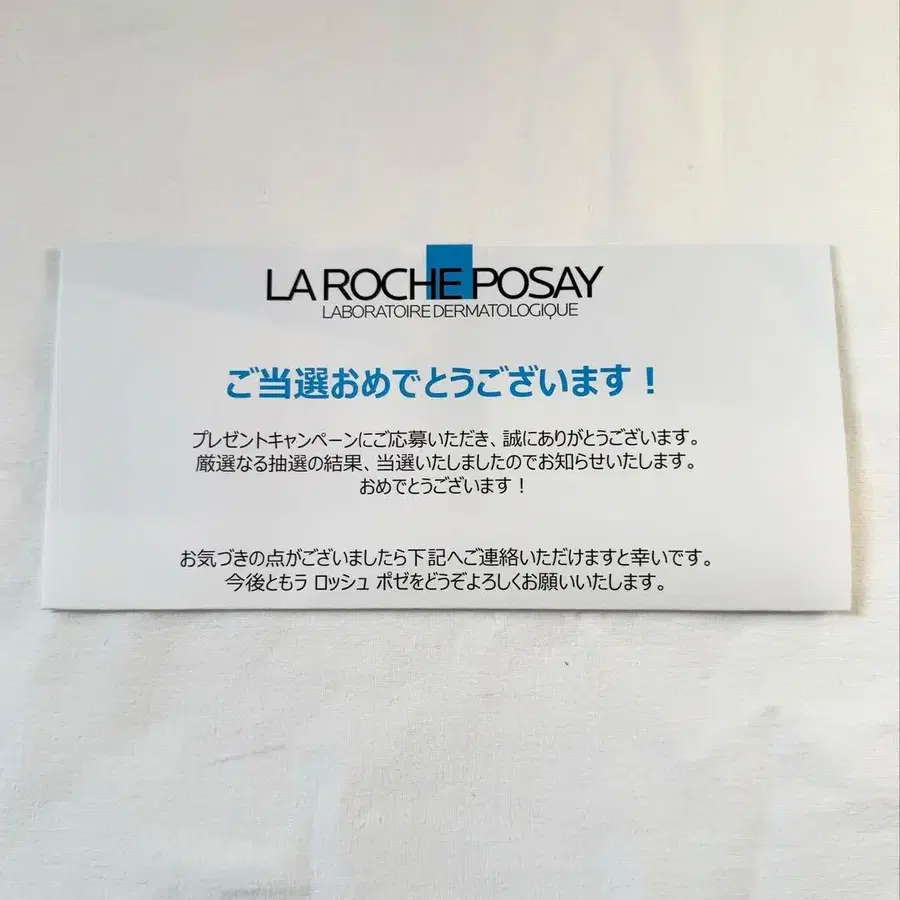 LA ROCHE POSAY
LABORATOIRE DERMATOLOGIQUE
ご当選おめでとうございます！
プレゼントキャンペーンにご応募いただき、誠にありがとうございます。
厳選なる抽選の結果、当選いたしましたのでお知らせいたします。
おめでとうございます！
お気づきの点がございましたら下記へご連絡いただけますと幸いです。
今後ともラ ロッシュ ポゼをどうぞよろしくお願いいたします。